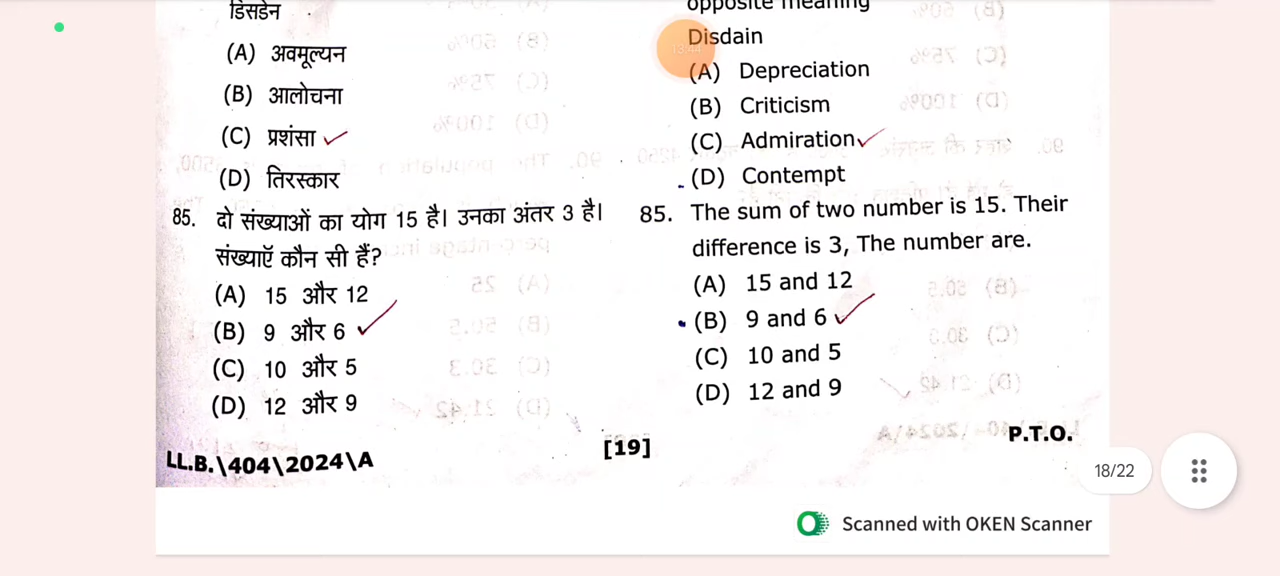 डिसडेन
(A) अवमूल्यन
(B) आलोचना
(C) प्रशंसा
(D) तिरस्कार
85. दो संख्याओं का योग 15 है। उनका अंतर 3 है।
संख्याएँ कौन सी हैं?
(A) 15 और 12
(B) 9 और 6
(C) 10 और 5
(D) 12 और 9
LL.B.\404\2024\A
opposite meaning
Disdain
13:44
(A) Depreciation
(B) Criticism
(C) Admiration
(D) Contempt
85. The sum of two number is 15. Their
difference is 3, The number are.
(A) 15 and 12
(B) 9 and 6
(C) 10 and 5
(D) 12 and 9
[19]
P.T.O.
18/22
Scanned with OKEN Scanner